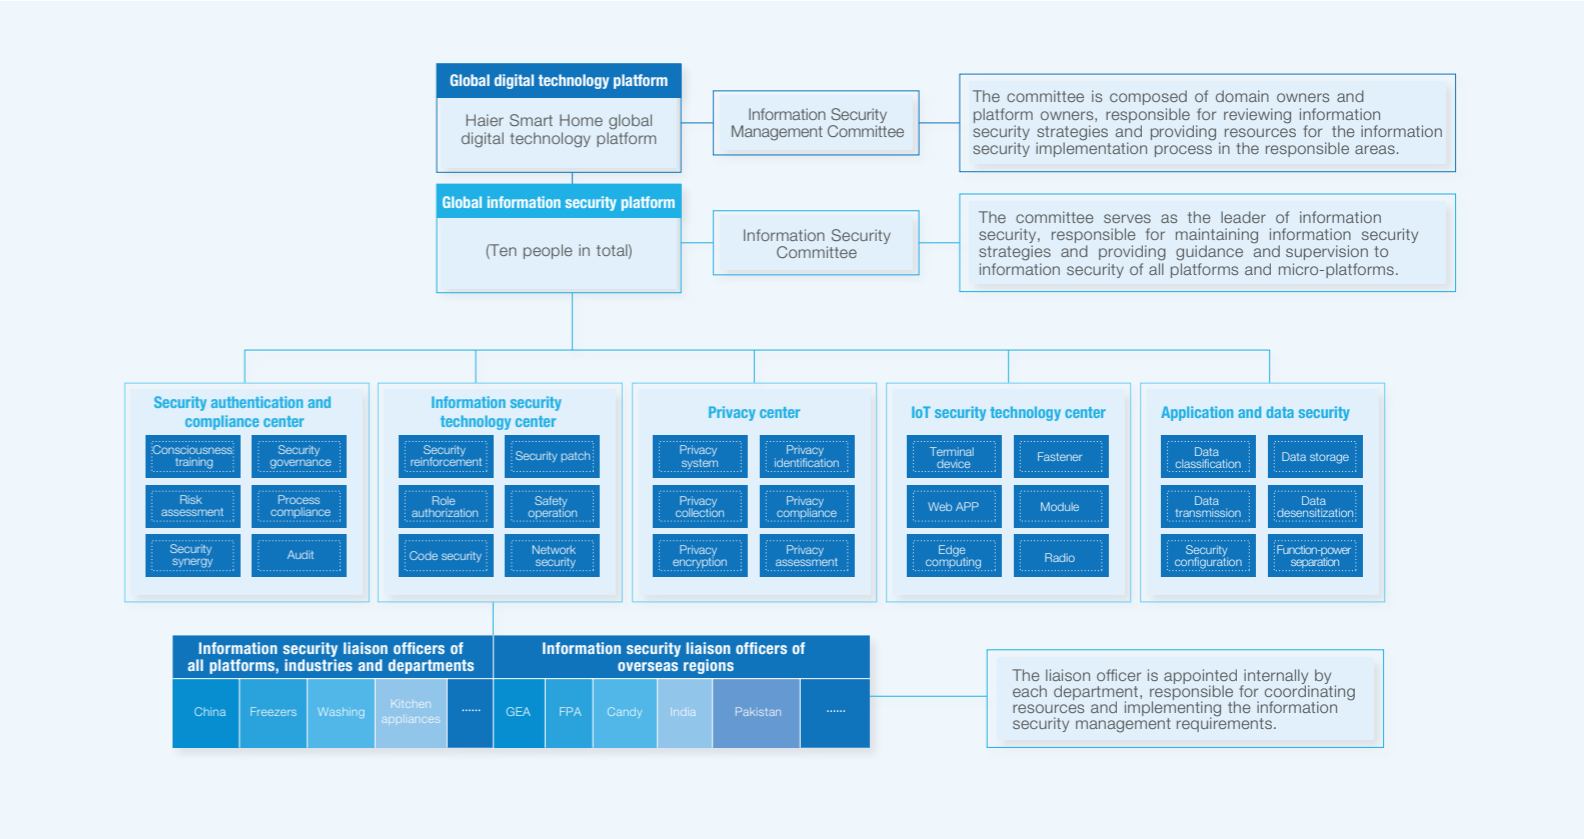 Global digital technology platform
Haier Smart Home global
digital technology platform
Information Security
Management Committee
The committee is composed of domain owners and
platform owners, responsible for reviewing information
security strategies and providing resources for the information
security implementation process in the responsible areas.
Global information security platform
(Ten people in total)
Information Security
Committee
The committee serves as the leader of information
security, responsible for maintaining information security
strategies and providing guidance and supervision to
information security of all platforms and micro-platforms.
Security authentication and
compliance center
Consciousness
training
Security
governance
Risk
assessment
Process
compliance
Security
synergy
Audit
Information security
technology center
Security
reinforcement
Security patch
Role
authorization
Safety
operation
Code security
Network
security
Privacy center
Privacy
system
Privacy
identification
Privacy
collection
Privacy
compliance
Privacy
encryption
Privacy
assessment
IoT security technology center
Terminal
device
Fastener
Web APP
Module
Edge
computing
Radio
Application and data security
Data
classification
Data storage
Data
transmission
Data
desensitization
Security
configuration
Function-power
separation
Information security liaison officers of
all platforms, industries and departments
China
Freezers
Washing
Kitchen
appliances
······
Information security liaison officers of
overseas regions
GEA
FPA
Candy
India
Pakistan
······
The liaison officer is appointed internally by
each department, responsible for coordinating
resources and implementing the information
security management requirements.